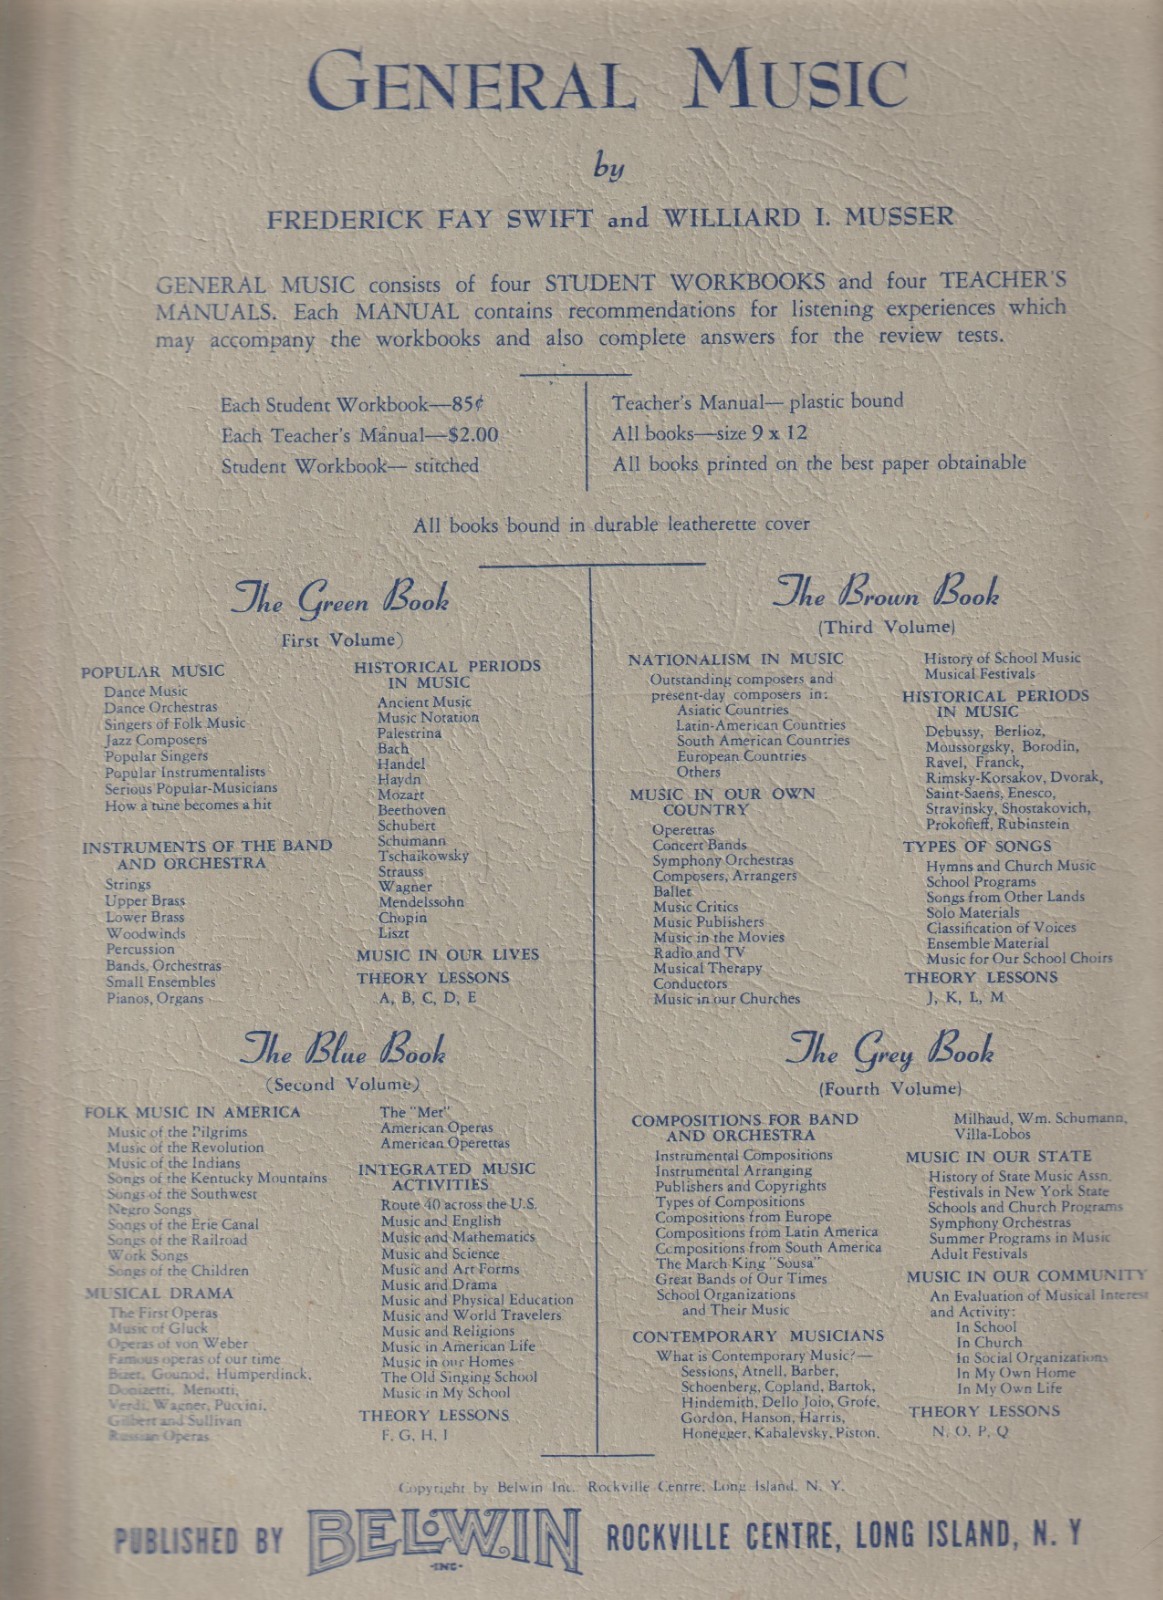 GENERAL MUSIC
by
FREDERICK FAY SWIFT and WILLIARD I. MUSSER
GENERAL MUSIC consists of four STUDENT WORKBOOKS and four TEACHER'S
MANUALS. Each MANUAL contains recommendations for listening experiences which
may accompany the workbooks and also complete answers for the review tests.
Each Student Workbook—85¢
Each Teacher's Manual—$2.00
Student Workbook— stitched
Teacher's Manual— plastic bound
All books—size 9 x 12
All books printed on the best paper obtainable
All books bound in durable leatherette cover
The Green Book
(First Volume)
POPULAR MUSIC
Dance Music
Dance Orchestras
Singers of Folk Music
Jazz Composers
Popular Singers
Popular Instrumentalists
Serious Popular-Musicians
How a tune becomes a hit
INSTRUMENTS OF THE BAND
AND ORCHESTRA
Strings
Upper Brass
Lower Brass
Woodwinds
Percussion
Bands, Orchestras
Small Ensembles
Pianos, Organs
HISTORICAL PERIODS
IN MUSIC
Ancient Music
Music Notation
Palestrina
Bach
Handel
Haydn
Mozart
Beethoven
Schubert
Schumann
Tschaikowsky
Strauss
Wagner
Mendelssohn
Chopin
Liszt
MUSIC IN OUR LIVES
THEORY LESSONS
A, B, C, D, E
The Brown Book
(Third Volume)
NATIONALISM IN MUSIC
Outstanding composers and
present-day composers in:
Asiatic Countries
Latin-American Countries
South American Countries
European Countries
Others
MUSIC IN OUR OWN
COUNTRY
Operettas
Concert Bands
Symphony Orchestras
Composers, Arrangers
Ballet
Music Critics
Music Publishers
Music in the Movies
Radio and TV
Musical Therapy
Conductors
Music in our Churches
History of School Music
Musical Festivals
HISTORICAL PERIODS
IN MUSIC
Debussy, Berlioz,
Moussorgsky, Borodin,
Ravel, Franck,
Rimsky-Korsakov, Dvorak,
Saint-Saens, Enesco,
Stravinsky, Shostakovich,
Prokofieff, Rubinstein
TYPES OF SONGS
Hymns and Church Music
School Programs
Songs from Other Lands
Solo Materials
Classification of Voices
Ensemble Material
Music for Our School Choirs
THEORY LESSONS
J, K, L, M
The Blue Book
(Second Volume)
FOLK MUSIC IN AMERICA
Music of the Pilgrims
Music of the Revolution
Music of the Indians
Songs of the Kentucky Mountains
Songs of the Southwest
Negro Songs
Songs of the Erie Canal
Songs of the Railroad
Work Songs
Songs of the Children
MUSICAL DRAMA
The First Operas
Music of Gluck
Operas of von Weber
Famous operas of our time
Bizet, Gounod, Humperdinck,
Donizetti, Menotti,
Verdi, Wagner, Puccini,
Gilbert and Sullivan
Russian Operas
The "Met"
American Operas
American Operettas
INTEGRATED MUSIC
ACTIVITIES
Route 40 across the U.S.
Music and English
Music and Mathematics
Music and Science
Music and Art Forms
Music and Drama
Music and Physical Education
Music and World Travelers
Music and Religions
Music in American Life
Music in our Homes
The Old Singing School
Music in My School
THEORY LESSONS
F, G, H, I
The Grey Book
(Fourth Volume)
COMPOSITIONS FOR BAND
AND ORCHESTRA
Instrumental Compositions
Instrumental Arranging
Publishers and Copyrights
Types of Compositions
Compositions from Europe
Compositions from Latin America
Compositions from South America
The March King "Sousa"
Great Bands of Our Times
School Organizations
and Their Music
CONTEMPORARY MUSICIANS
What is Contemporary Music?—
Sessions, Atnell, Barber,
Schoenberg, Copland, Bartok,
Hindemith, Dello Joio, Grofe,
Gordon, Hanson, Harris,
Honegger, Kabalevsky, Piston,
Milhaud, Wm. Schumann,
Villa-Lobos
MUSIC IN OUR STATE
History of State Music Assn.
Festivals in New York State
Schools and Church Programs
Symphony Orchestras
Summer Programs in Music
Adult Festivals
MUSIC IN OUR COMMUNITY
An Evaluation of Musical Interest
and Activity:
In School
In Church
In Social Organizations
In My Own Home
In My Own Life
THEORY LESSONS
N, O, P, Q
Copyright by Belwin Inc. Rockville Centre, Long Island, N. Y.
PUBLISHED BY BELWIN INC. ROCKVILLE CENTRE, LONG ISLAND, N. Y